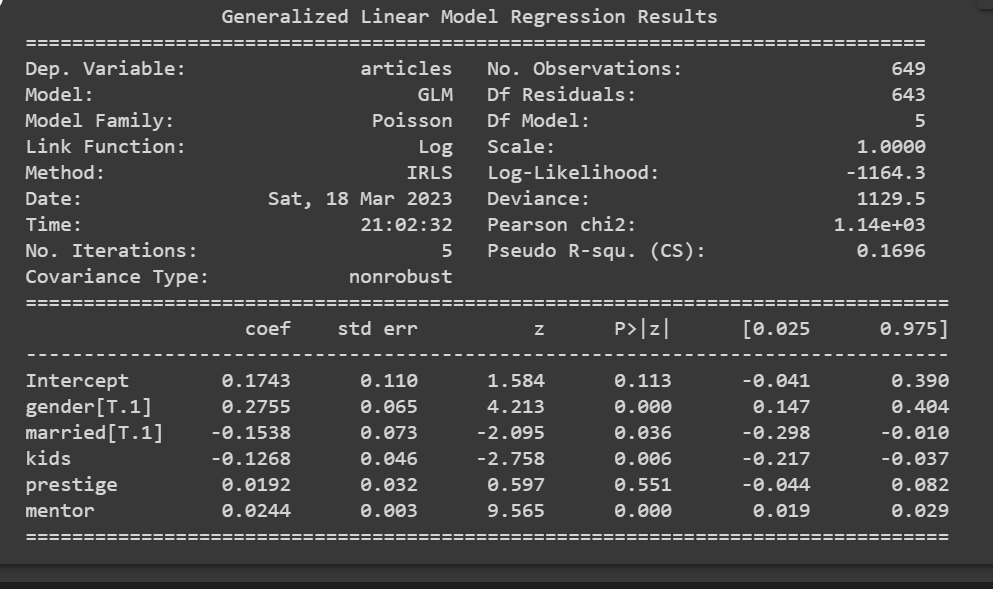 Generalized Linear Model Regression Results
==============================================================================
Dep. Variable: articles No. Observations: 649
Model: GLM Df Residuals: 643
Model Family: Poisson Df Model: 5
Link Function: Log Scale: 1.0000
Method: IRLS Log-Likelihood: -1164.3
Date: Sat, 18 Mar 2023 Deviance: 1129.5
Time: 21:02:32 Pearson chi2: 1.14e+03
No. Iterations: 5 Pseudo R-squ. (CS): 0.1696
Covariance Type: nonrobust
================================================================================
coef std err z P>|z| [0.025 0.975]
--------------------------------------------------------------------------------
Intercept 0.1743 0.110 1.584 0.113 -0.041 0.390
gender[T.1] 0.2755 0.065 4.213 0.000 0.147 0.404
married[T.1] -0.1538 0.073 -2.095 0.036 -0.298 -0.010
kids -0.1268 0.046 -2.758 0.006 -0.217 -0.037
prestige 0.0192 0.032 0.597 0.551 -0.044 0.082
mentor 0.0244 0.003 9.565 0.000 0.019 0.029
================================================================================